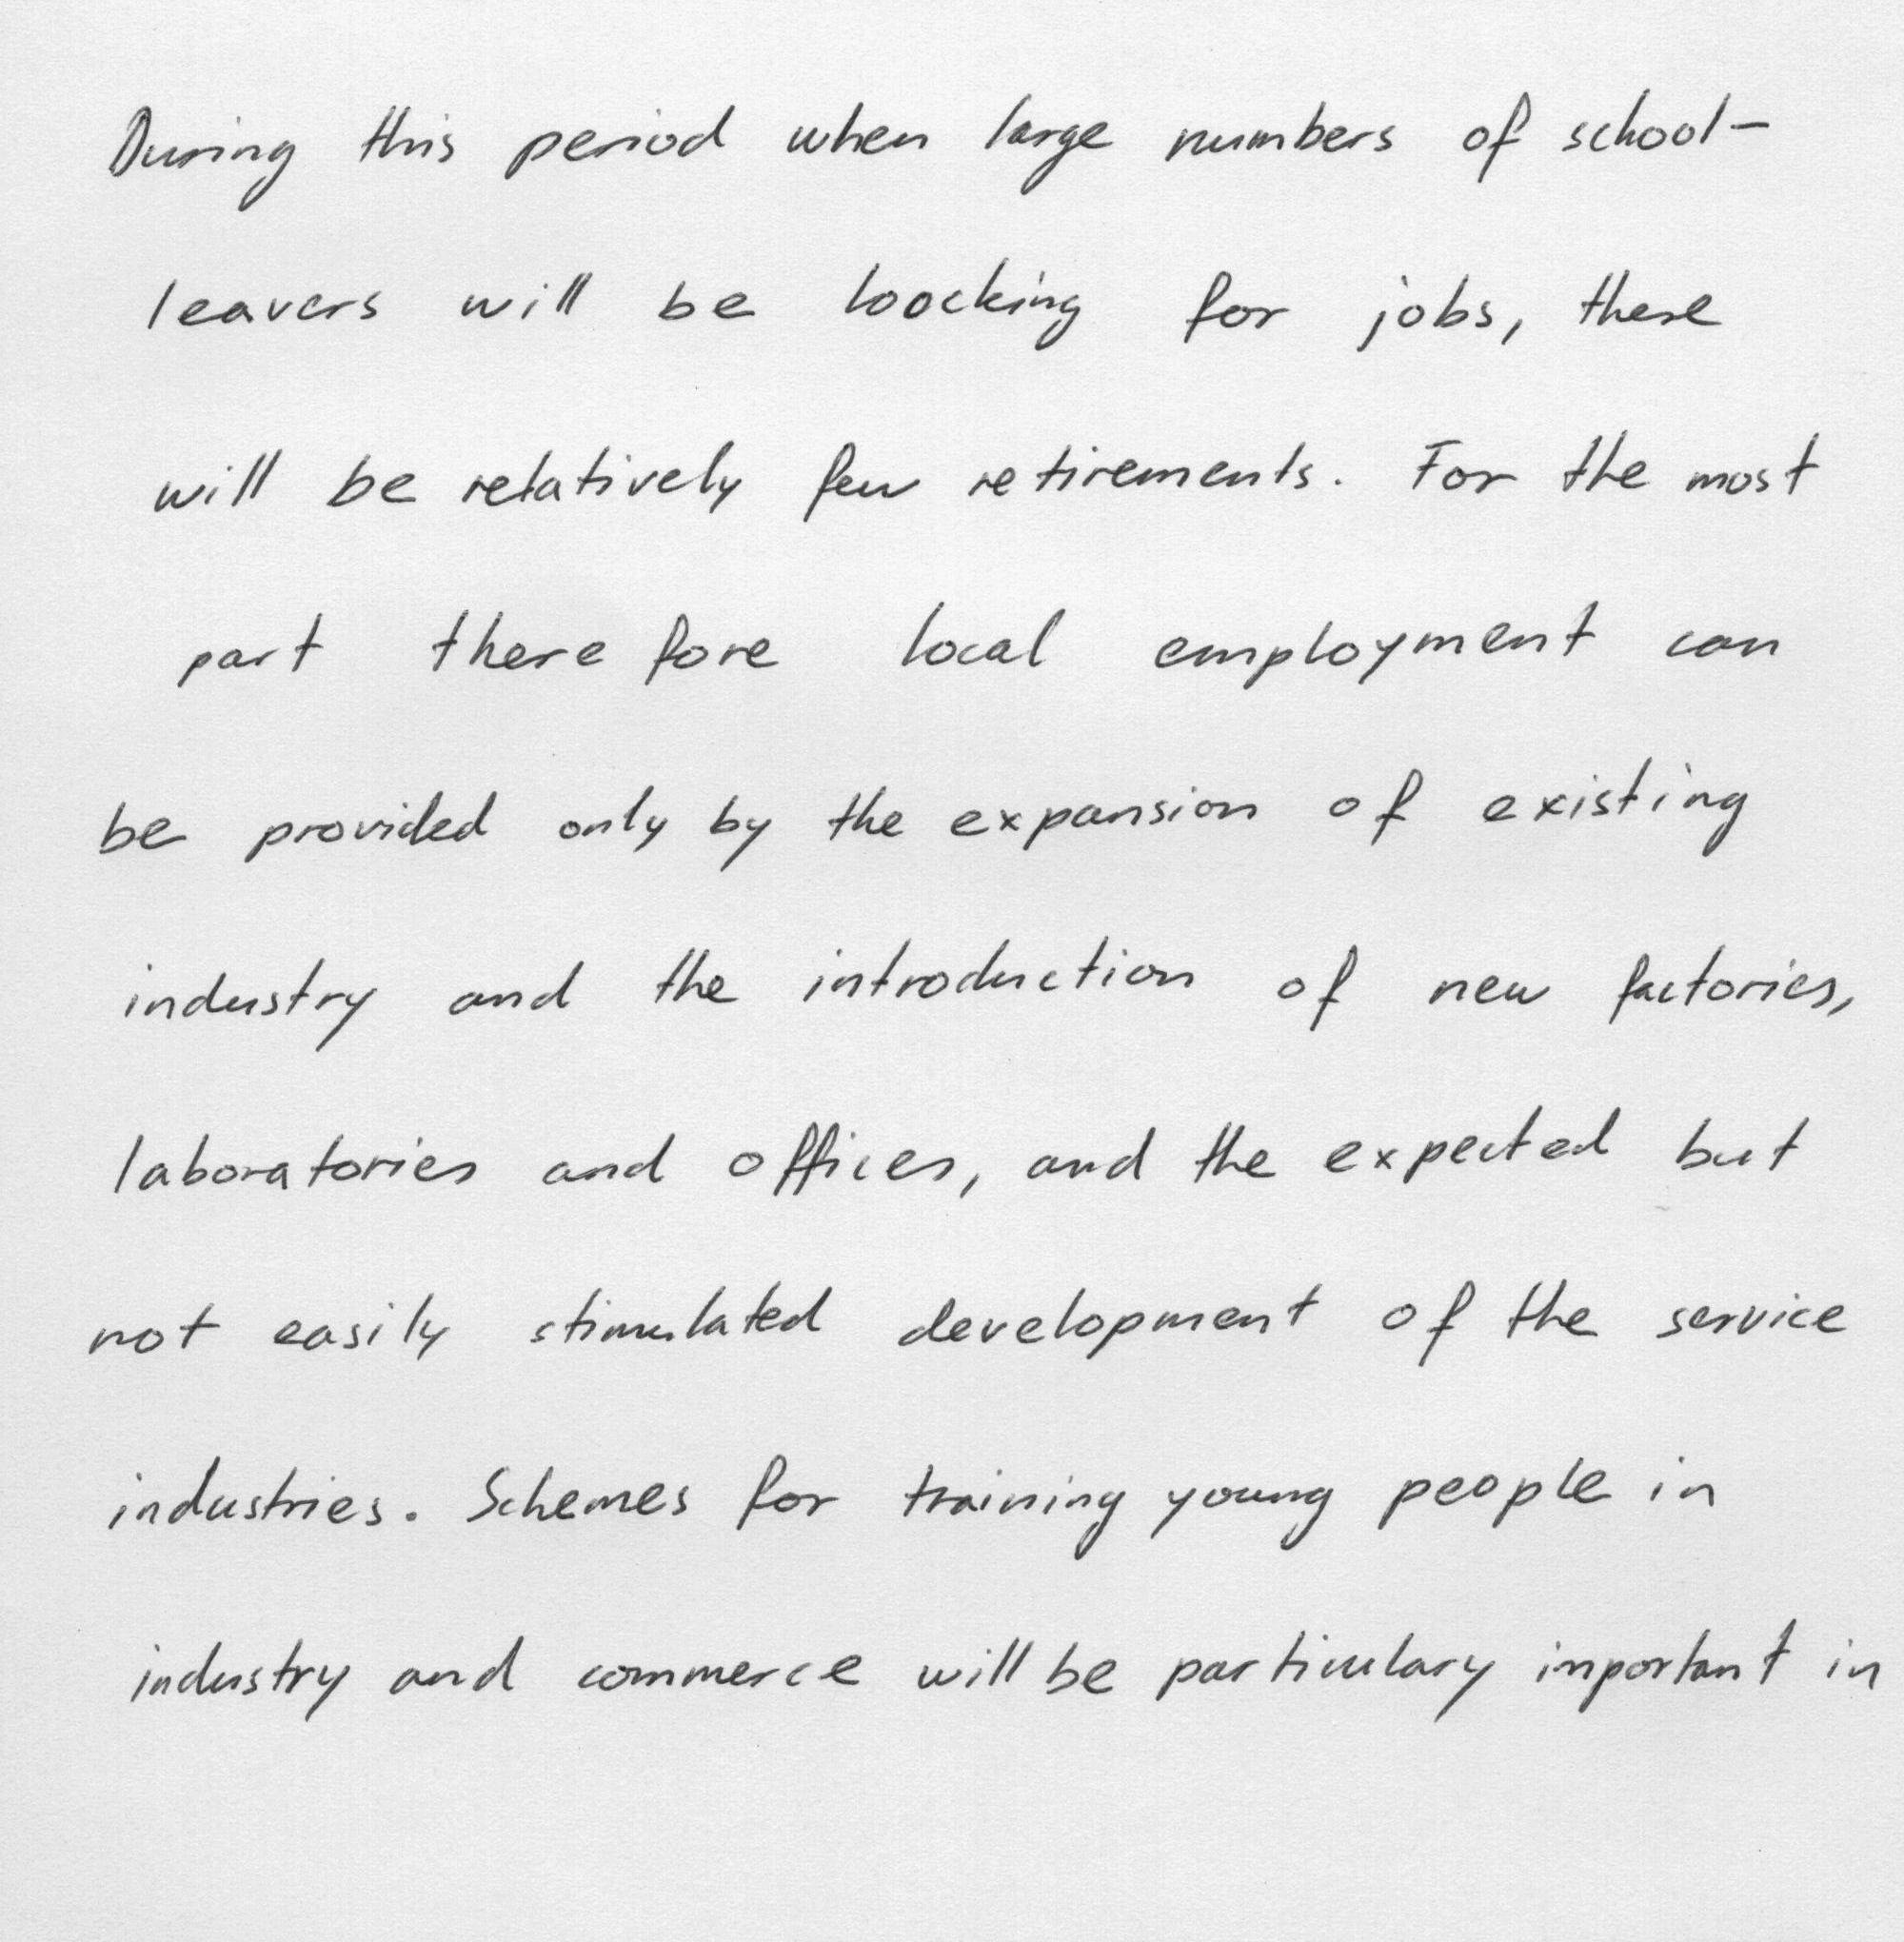 During this period when large numbers of school-
leavers will be loocking for jobs, there
will be relatively few retirements. For the most
part therefore local employment can
be provided only by the expansion of existing
industry and the introduction of new factories,
laboratories and offices, and the expected but
not easily stimulated development of the service
industries. Schemes for training young people in
industry and commerce will be particulary important in